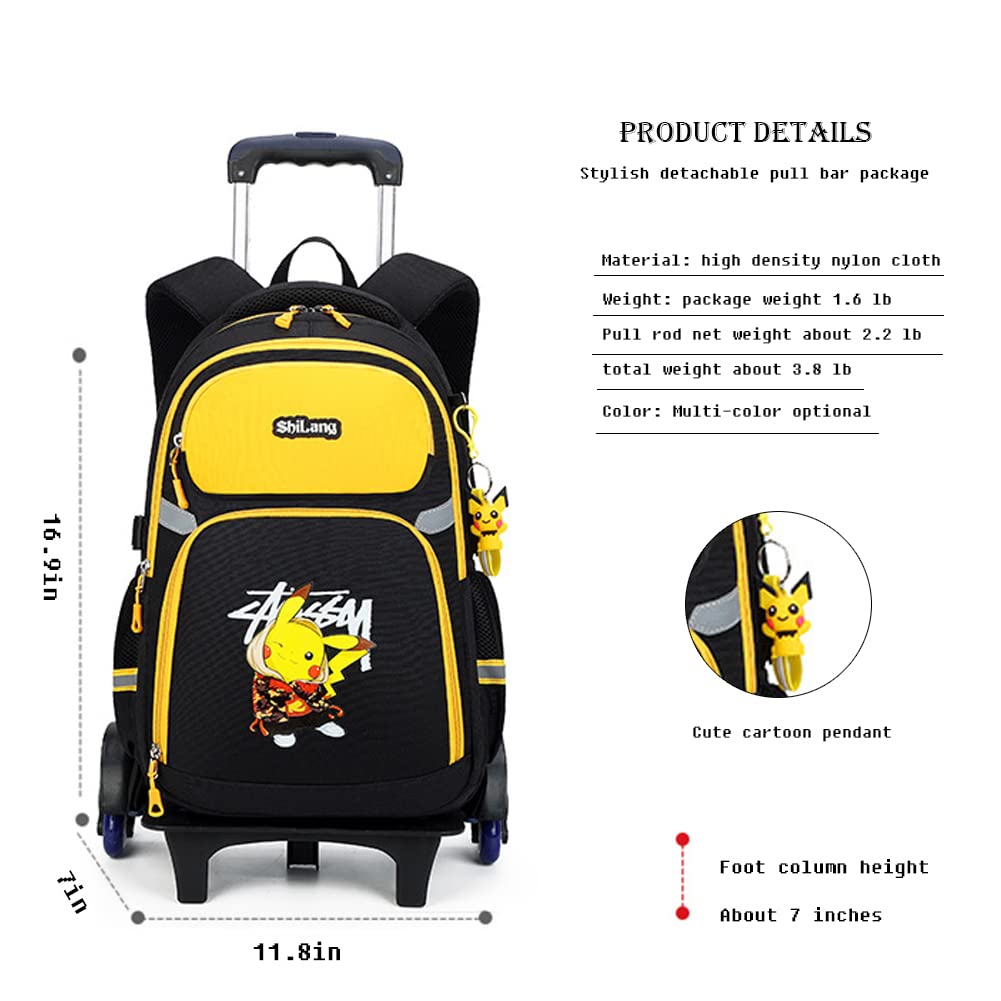 PRODUCT DETAILS
Stylish detachable pull bar package
Material: high density nylon cloth
Weight: package weight 1.6 lb
Pull rod net weight about 2.2 lb
total weight about 3.8 lb
Color: Multi-color optional
ShiLang
16.9in
Cute cartoon pendant
Foot column height
About 7 inches
7in
11.8in